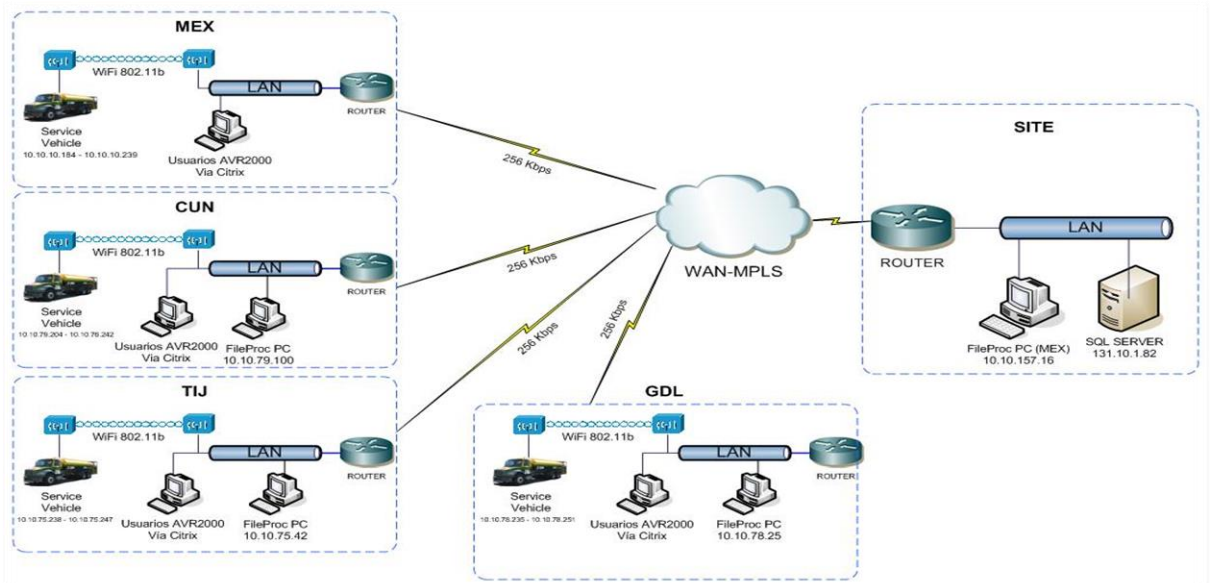 MEX
WiFi 802.11b
LAN
ROUTER
Service
Vehicle
10.10.10.184 - 10.10.10.239
Usuarios AVR2000
Via Citrix
256 Kbps
CUN
WiFi 802.11b
LAN
ROUTER
Service
Vehicle
10.10.76.204 - 10.10.76.242
Usuarios AVR2000
Via Citrix
FileProc PC
10.10.79.100
256 Kbps
TIJ
WiFi 802.11b
LAN
ROUTER
Service
Vehicle
10.10.75.238 - 10.10.75.247
Usuarios AVR2000
Vía Citrix
FileProc PC
10.10.75.42
256 Kbps
GDL
WiFi 802.11b
LAN
ROUTER
Service
Vehicle
10.10.78.235 - 10.10.78.251
Usuarios AVR2000
Vía Citrix
FileProc PC
10.10.78.25
256 Kbps
WAN-MPLS
SITE
ROUTER
LAN
FileProc PC (MEX)
10.10.157.16
SQL SERVER
131.10.1.82